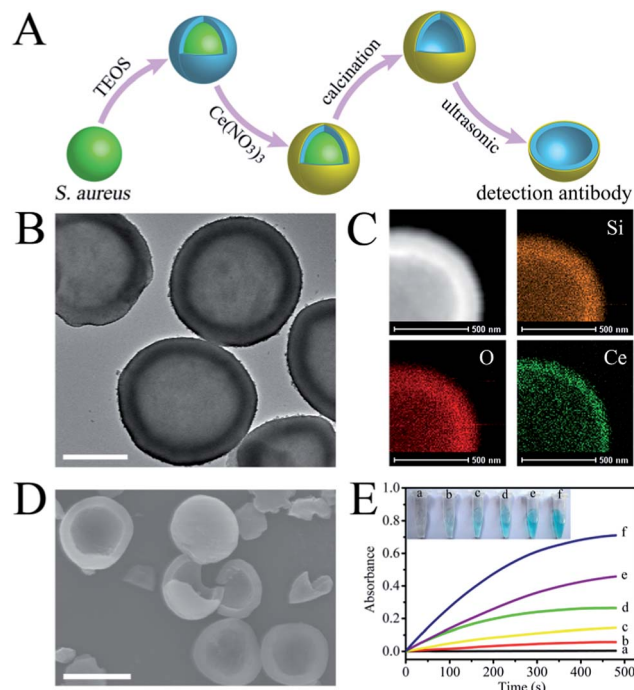 A
TEOS
Ce(NO3)3
calcination
ultrasonic
S. aureus
detection antibody
B
C
Si
500 nm
500 nm
O
Ce
500 nm
500 nm
D
E
1.0
0.8
0.6
0.4
0.2
0.0
Absorbance
a b c d e f
f
e
d
c
b
a
0 100 200 300 400 500
Time (s)